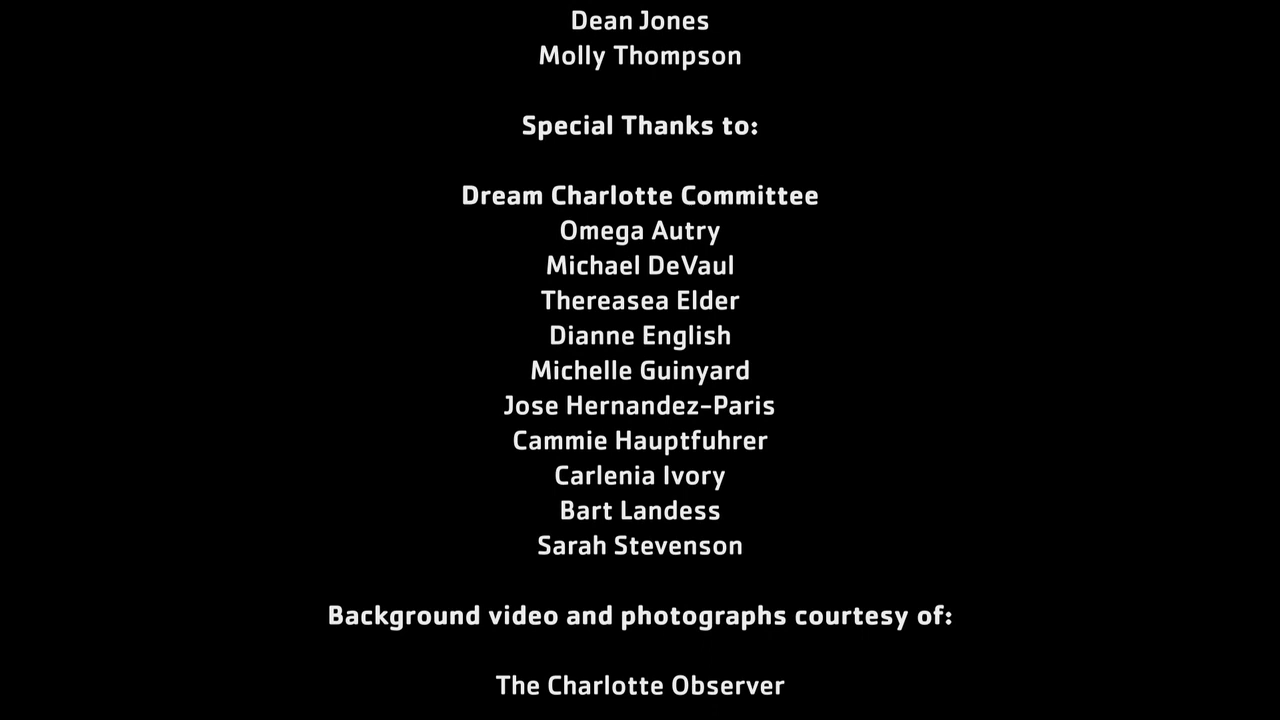 Dean Jones
Molly Thompson
Special Thanks to:
Dream Charlotte Committee
Omega Autry
Michael DeVaul
Thereasea Elder
Dianne English
Michelle Guinyard
Jose Hernandez-Paris
Cammie Hauptfuhrer
Carlenia Ivory
Bart Landess
Sarah Stevenson
Background video and photographs courtesy of:
The Charlotte Observer